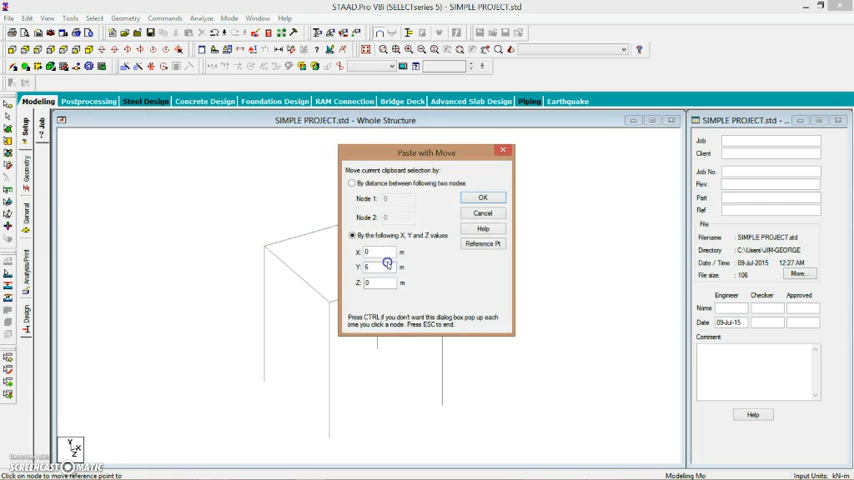 STAAD.Pro V8i (SELECTseries 5) - SIMPLE PROJECT.std
File Edit View Tools Select Geometry Commands Analyze Mode Window Help
Modeling Postprocessing Steel Design Concrete Design Foundation Design RAM Connection Bridge Deck Advanced Slab Design Piping Earthquake
Setup
Job
Geometry
General
Analysis/Print
Design
SIMPLE PROJECT.std - Whole Structure
Paste with Move
Move current clipboard selection by:
By distance between following two nodes
Node 1: 0
Node 2: 0
By the following X, Y and Z values
X: 0 m
Y: 6 m
Z: 0 m
OK
Cancel
Help
Reference Pt
Press CTRL if you don't want this dialog box pop up each
time you click a node. Press ESC to end.
SIMPLE PROJECT.std - ...
Job
Client
Job No.
Rev.
Part
Ref
File
Filename : SIMPLE PROJECT.std
Directory : C:\Users\JIM-GEORGE
Date / Time : 09-Jul-2015 12:27 AM
File size : 106 More...
Engineer Checker Approved
Name
Date 09-Jul-15
Comment
Help
Y
X
Z
SCREENCAST MATIC
Click on node to move reference point to
Modeling Mo
Input Units: kN-m